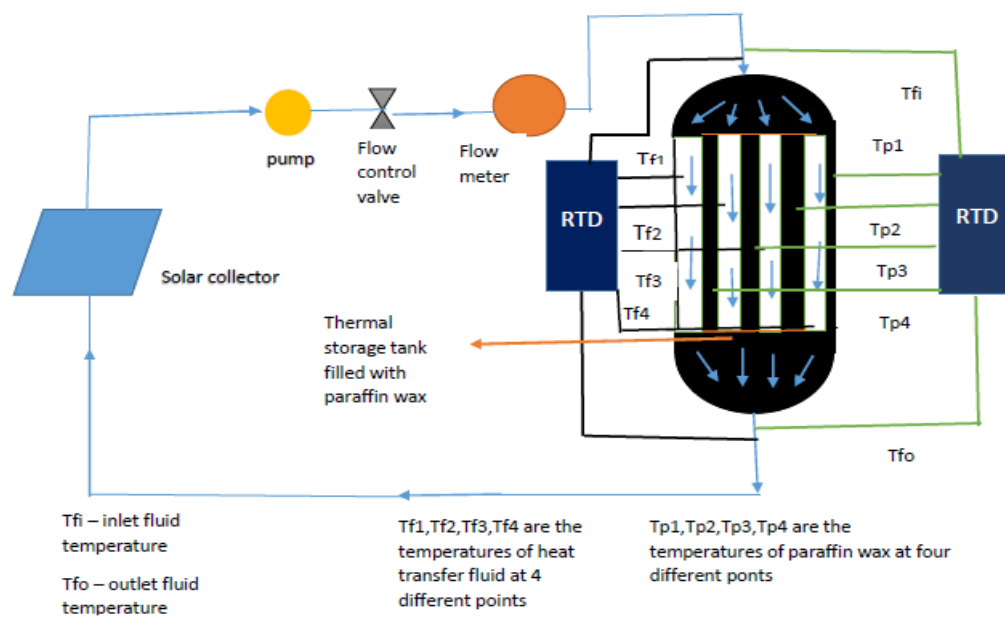 Tfi
pump
Flow
control
valve
Flow
meter
Tf1
Tp1
RTD
RTD
Tf2
Tp2
Solar collector
Tf3
Tp3
Tf4
Tp4
Thermal
storage tank
filled with
paraffin wax
Tfo
Tfi – inlet fluid
temperature
Tfo – outlet fluid
temperature
Tf1,Tf2,Tf3,Tf4 are the
temperatures of heat
transfer fluid at 4
different points
Tp1,Tp2,Tp3,Tp4 are the
temperatures of paraffin wax at four
different ponts